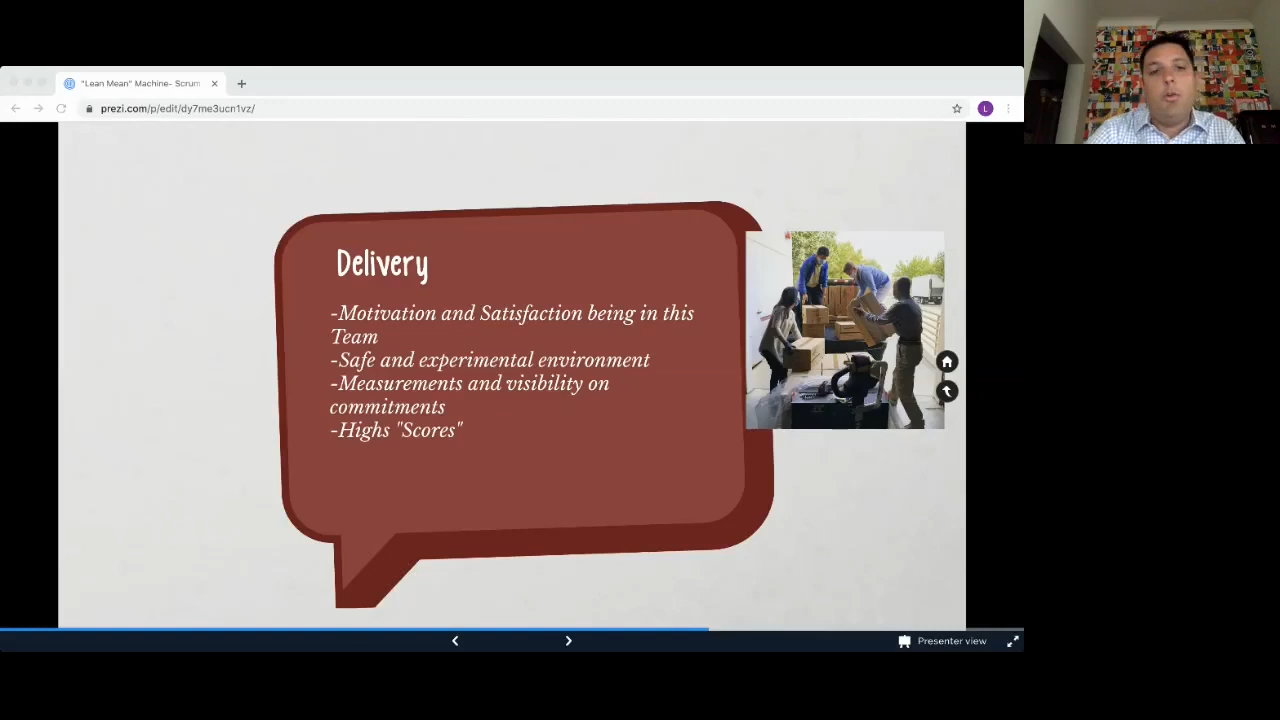 "Lean Mean" Machine- Scrum
prezi.com/p/edit/dy7me3ucn1vz/
L
Delivery
-Motivation and Satisfaction being in this
Team
-Safe and experimental environment
-Measurements and visibility on
commitments
-Highs "Scores"
Presenter view